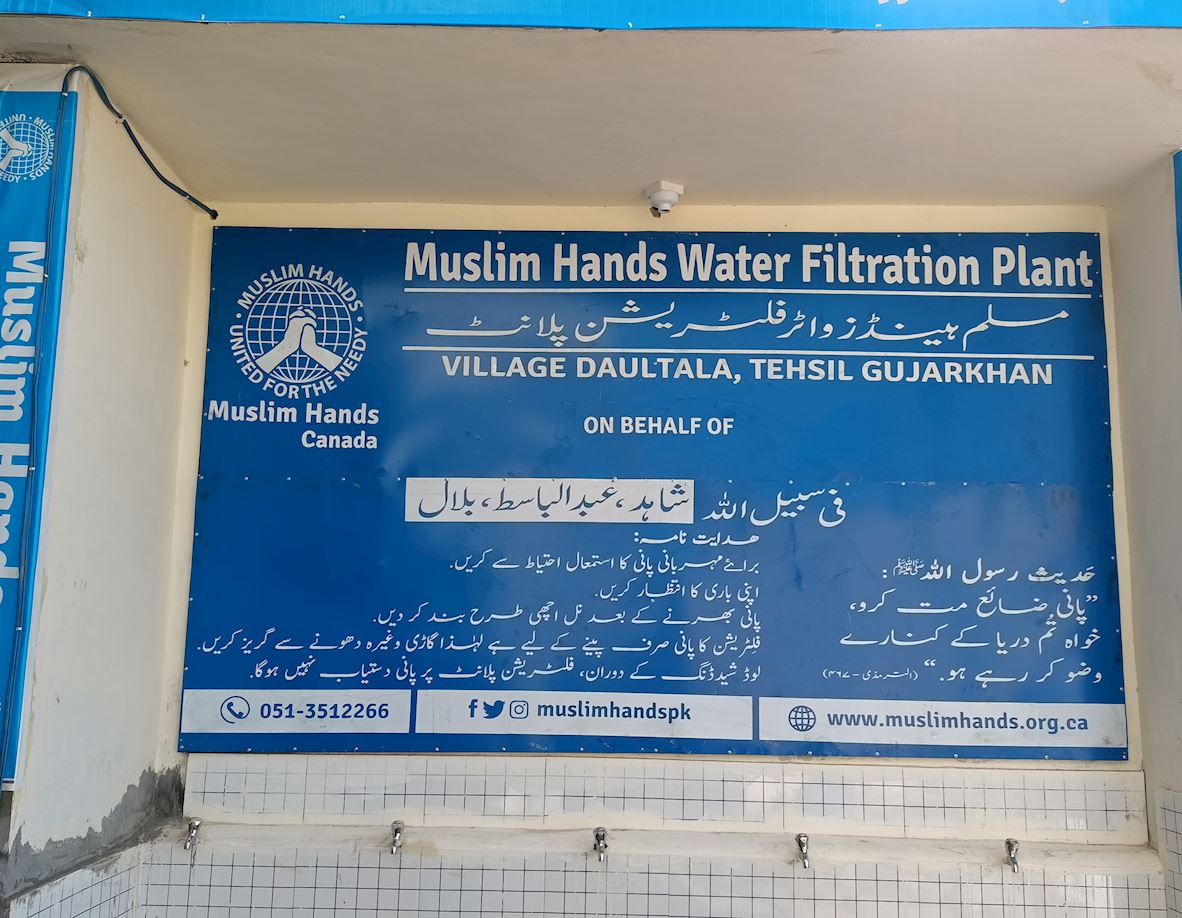 MUSLIM HANDS
UNITED FOR THE NEEDY
Muslim Hands
Canada
Muslim Hands Water Filtration Plant
مسلم ہینڈز واٹر فلٹریشن پلانٹ
VILLAGE DAULTALA, TEHSIL GUJARKHAN
ON BEHALF OF
فی سبیل اللہ شاہد، عبدالباسط، بلال
ھدایت نامہ:
برائے مہربانی پانی کا استعمال احتیاط سے کریں.
اپنی باری کا انتظار کریں.
پانی بھرنے کے بعد نل اچھی طرح بند کر دیں.
فلٹریشن کا پانی صرف پینے کے لیے ہے لہٰذا گاڑی وغیرہ دھونے سے گریز کریں.
لوڈ شیڈنگ کے دوران، فلٹریشن پلانٹ پر پانی دستیاب نہیں ہوگا.
حَدیث رسول اللہ ﷺ:
”پانی ضائع مت کرو،
خواہ تم دریا کے کنارے
وضو کر رہے ہو.“ (الترمذی - ۴۶۷)
051-3512266
muslimhandspk
www.muslimhands.org.ca
Muslim Hands